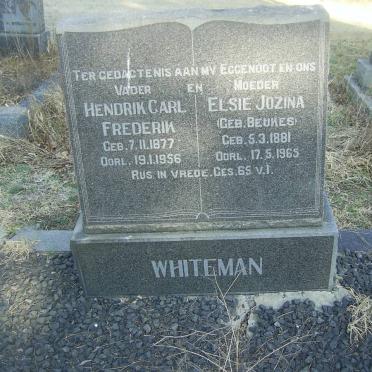 TER GEDACTENIS AAN MY EGGENOOT EN ONS
VADER EN MOEDER
HENDRIK CARL
FREDERIK
GEB. 7.11.1877
OORL. 19.1.1956
ELSIE JOZINA
(GEB. BEUKES)
GEB. 5.3.1881
OORL. 17.5.1965
RUS IN VREDE. GES. 65 V.1.
WHITEMAN